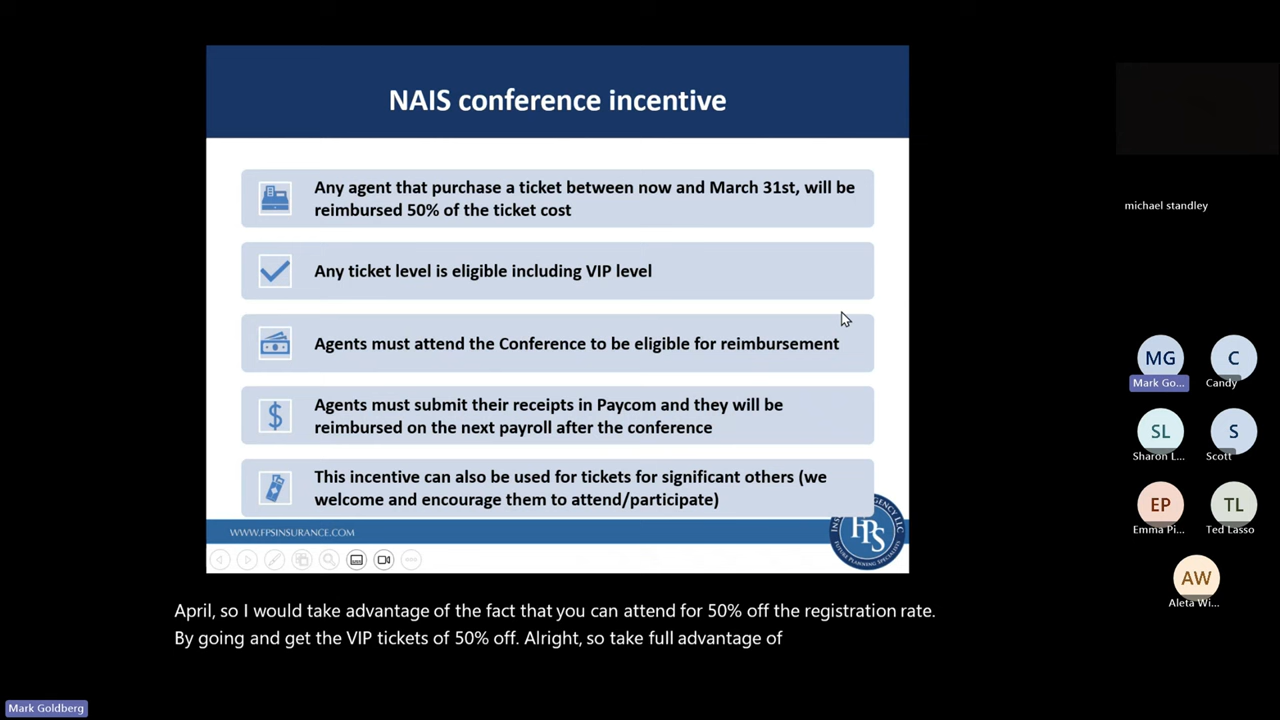 NAIS conference incentive
Any agent that purchase a ticket between now and March 31st, will be
reimbursed 50% of the ticket cost
Any ticket level is eligible including VIP level
Agents must attend the Conference to be eligible for reimbursement
Agents must submit their receipts in Paycom and they will be
reimbursed on the next payroll after the conference
This incentive can also be used for tickets for significant others (we
welcome and encourage them to attend/participate)
WWW.FPSINSURANCE.COM
FPS
FUTURE PLANNING SPECIALISTS
michael standley
MG
Mark Go...
C
Candy
SL
Sharon L...
S
Scott
EP
Emma Pi...
TL
Ted Lasso
AW
Aleta Wi...
April, so I would take advantage of the fact that you can attend for 50% off the registration rate.
By going and get the VIP tickets of 50% off. Alright, so take full advantage of
Mark Goldberg